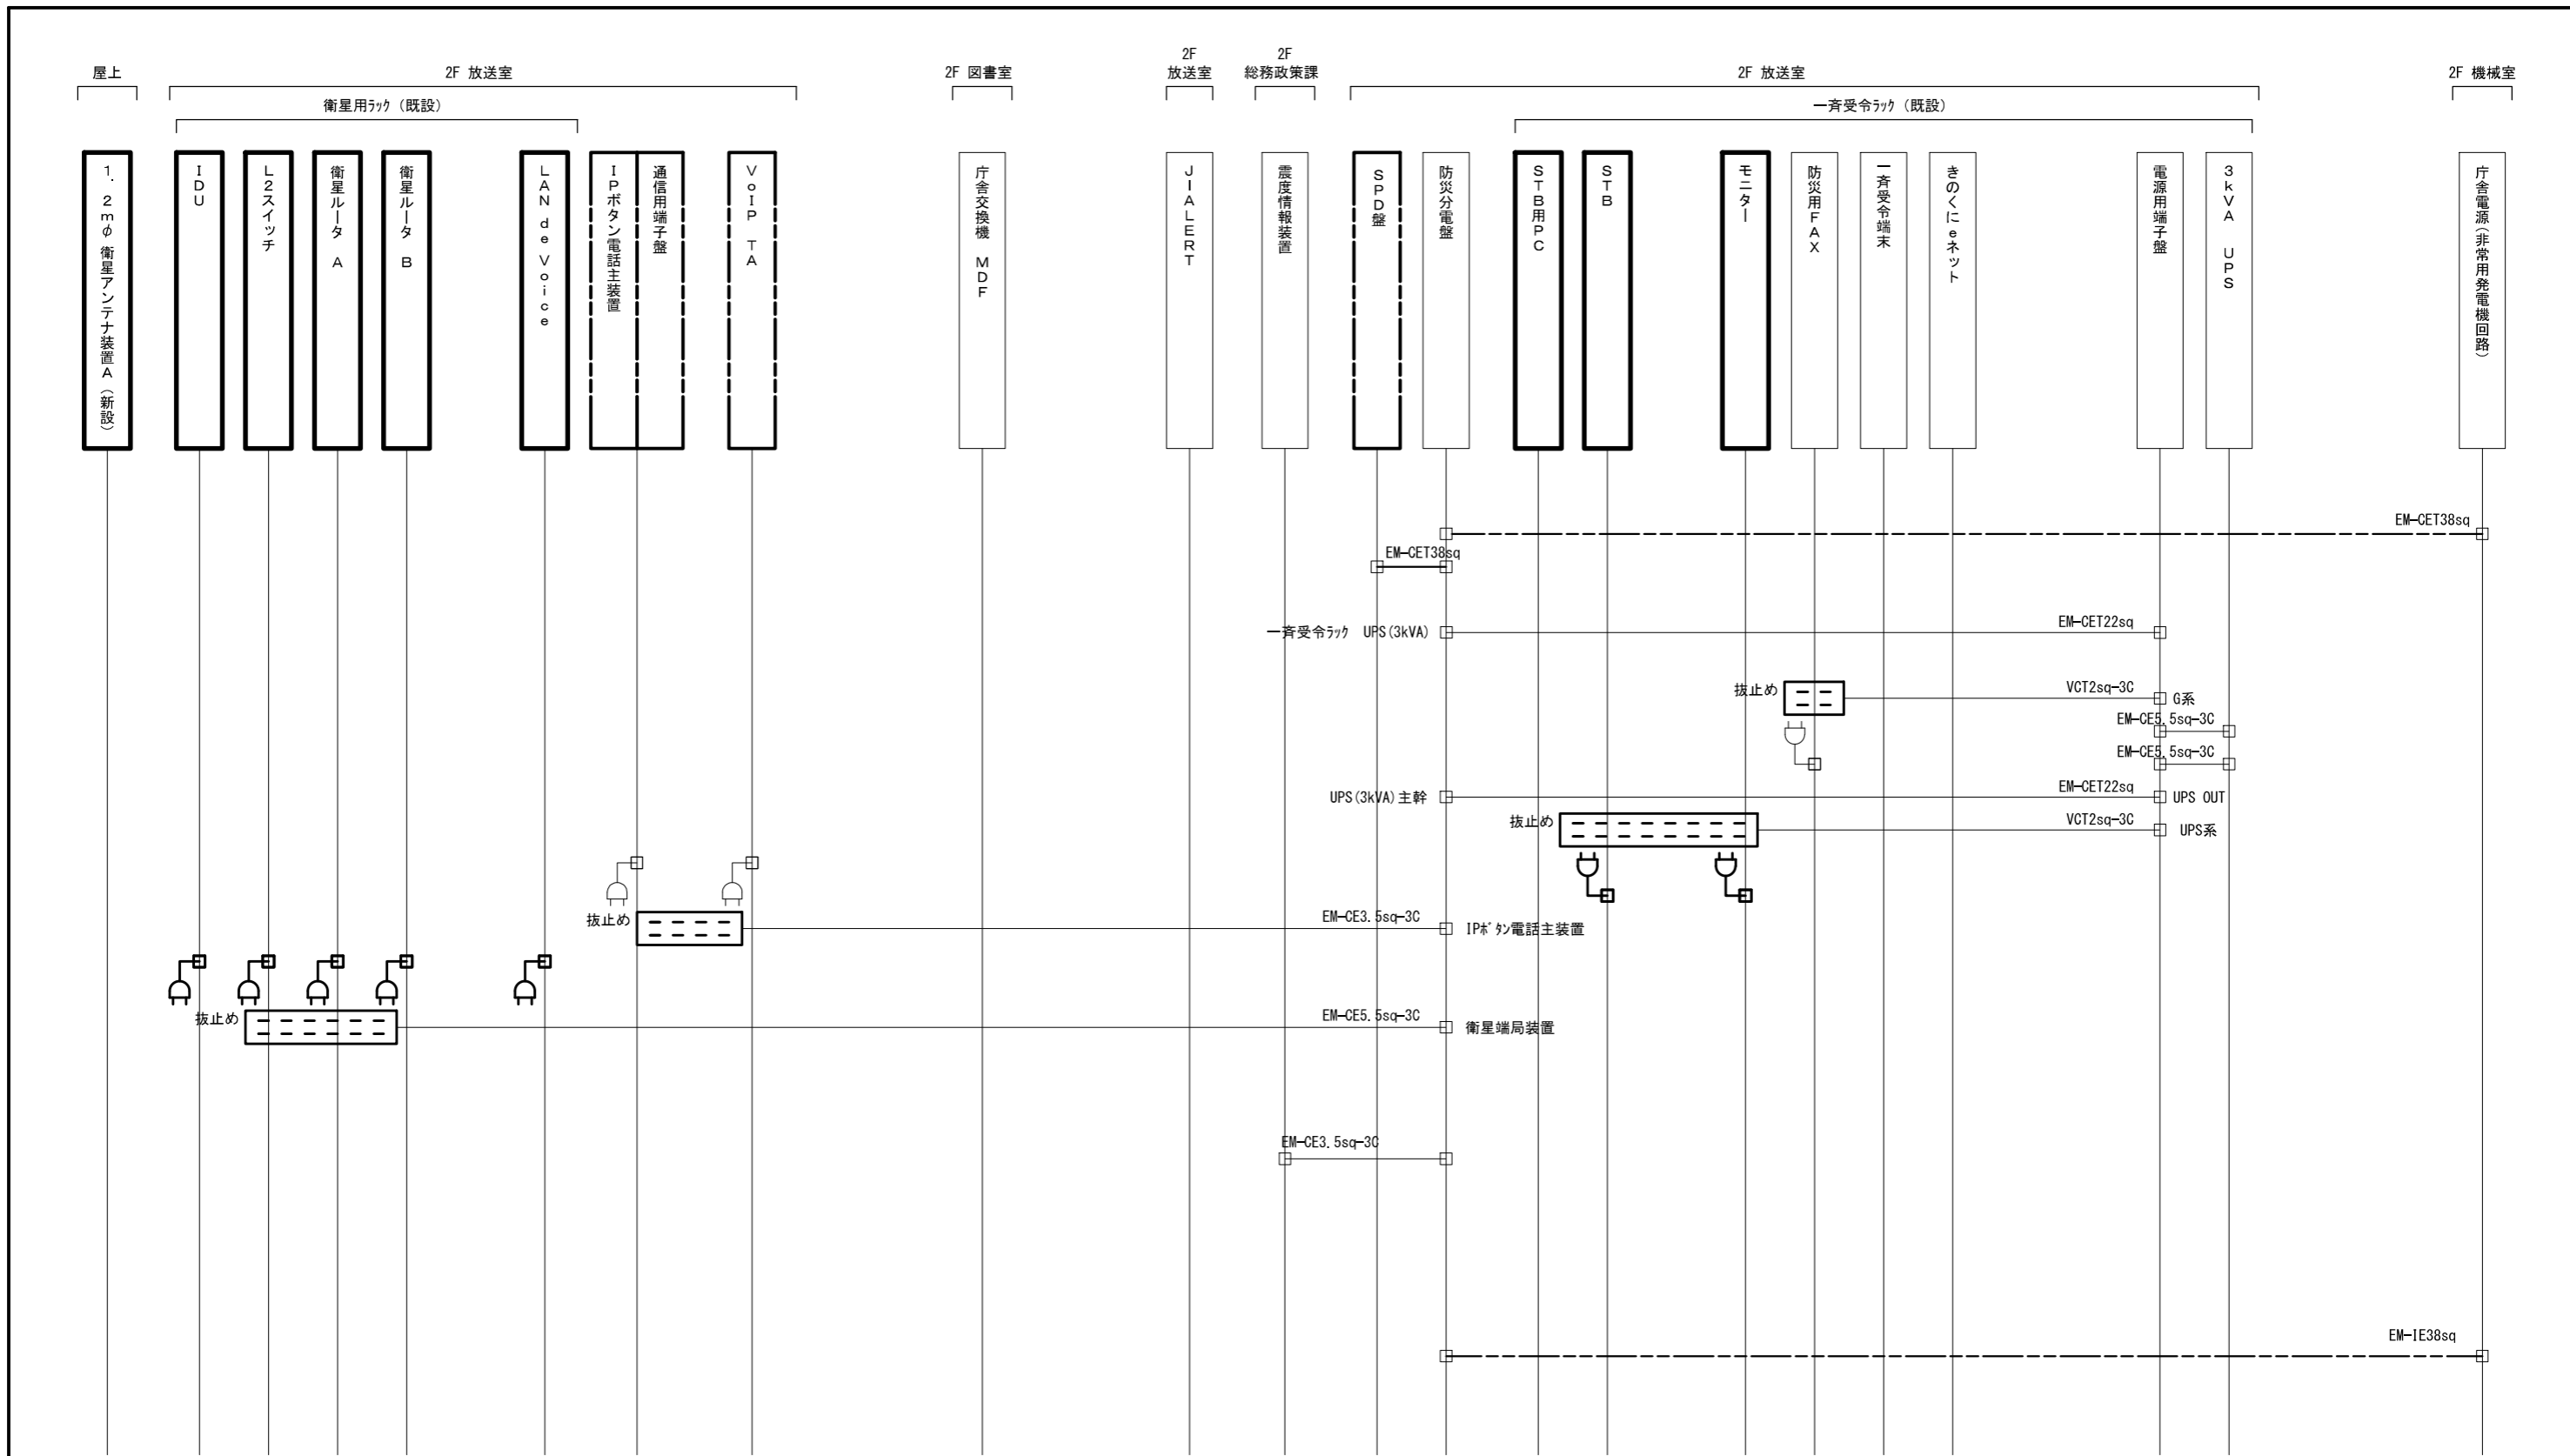 屋上
2F 放送室
2F 図書室
2F
放送室
2F
総務政策課
2F 放送室
2F 機械室
衛星用ﾗｯｸ (既設)
一斉受令ﾗｯｸ (既設)
1.2mφ 衛星アンテナ装置A(新設)
IDU
L2スイッチ
衛星ルータ A
衛星ルータ B
LAN de Voice
IPボタン電話主装置
通信用端子盤
VoIP TA
庁舎交換機 MDF
JIALERT
震度情報装置
SPD盤
防災分電盤
STB用PC
STB
モニター
防災用FAX
一斉受令端末
きのくにeネット
電源用端子盤
3kVA UPS
庁舎電源(非常用発電機回路)
EM-CET38sq
EM-CET38sq
一斉受令ﾗｯｸ UPS(3kVA)
EM-CET22sq
抜止め
VCT2sq-3C
G系
EM-CE5.5sq-3C
EM-CE5.5sq-3C
UPS(3kVA)主幹
EM-CET22sq
UPS OUT
抜止め
VCT2sq-3C
UPS系
抜止め
EM-CE3.5sq-3C
IPﾎﾞﾀﾝ電話主装置
抜止め
EM-CE5.5sq-3C
衛星端局装置
EM-CE3.5sq-3C
EM-IE38sq